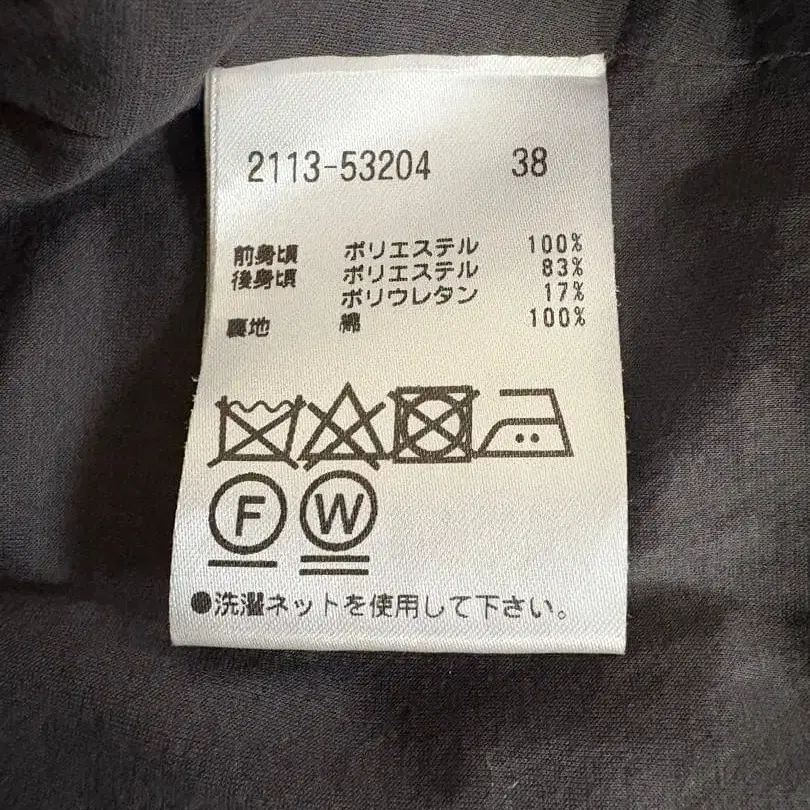 2113-53204 38
前身頃 ポリエステル 100%
後身頃 ポリエステル 83%
ポリウレタン 17%
裏地 綿 100%
F W
●洗濯ネットを使用して下さい。